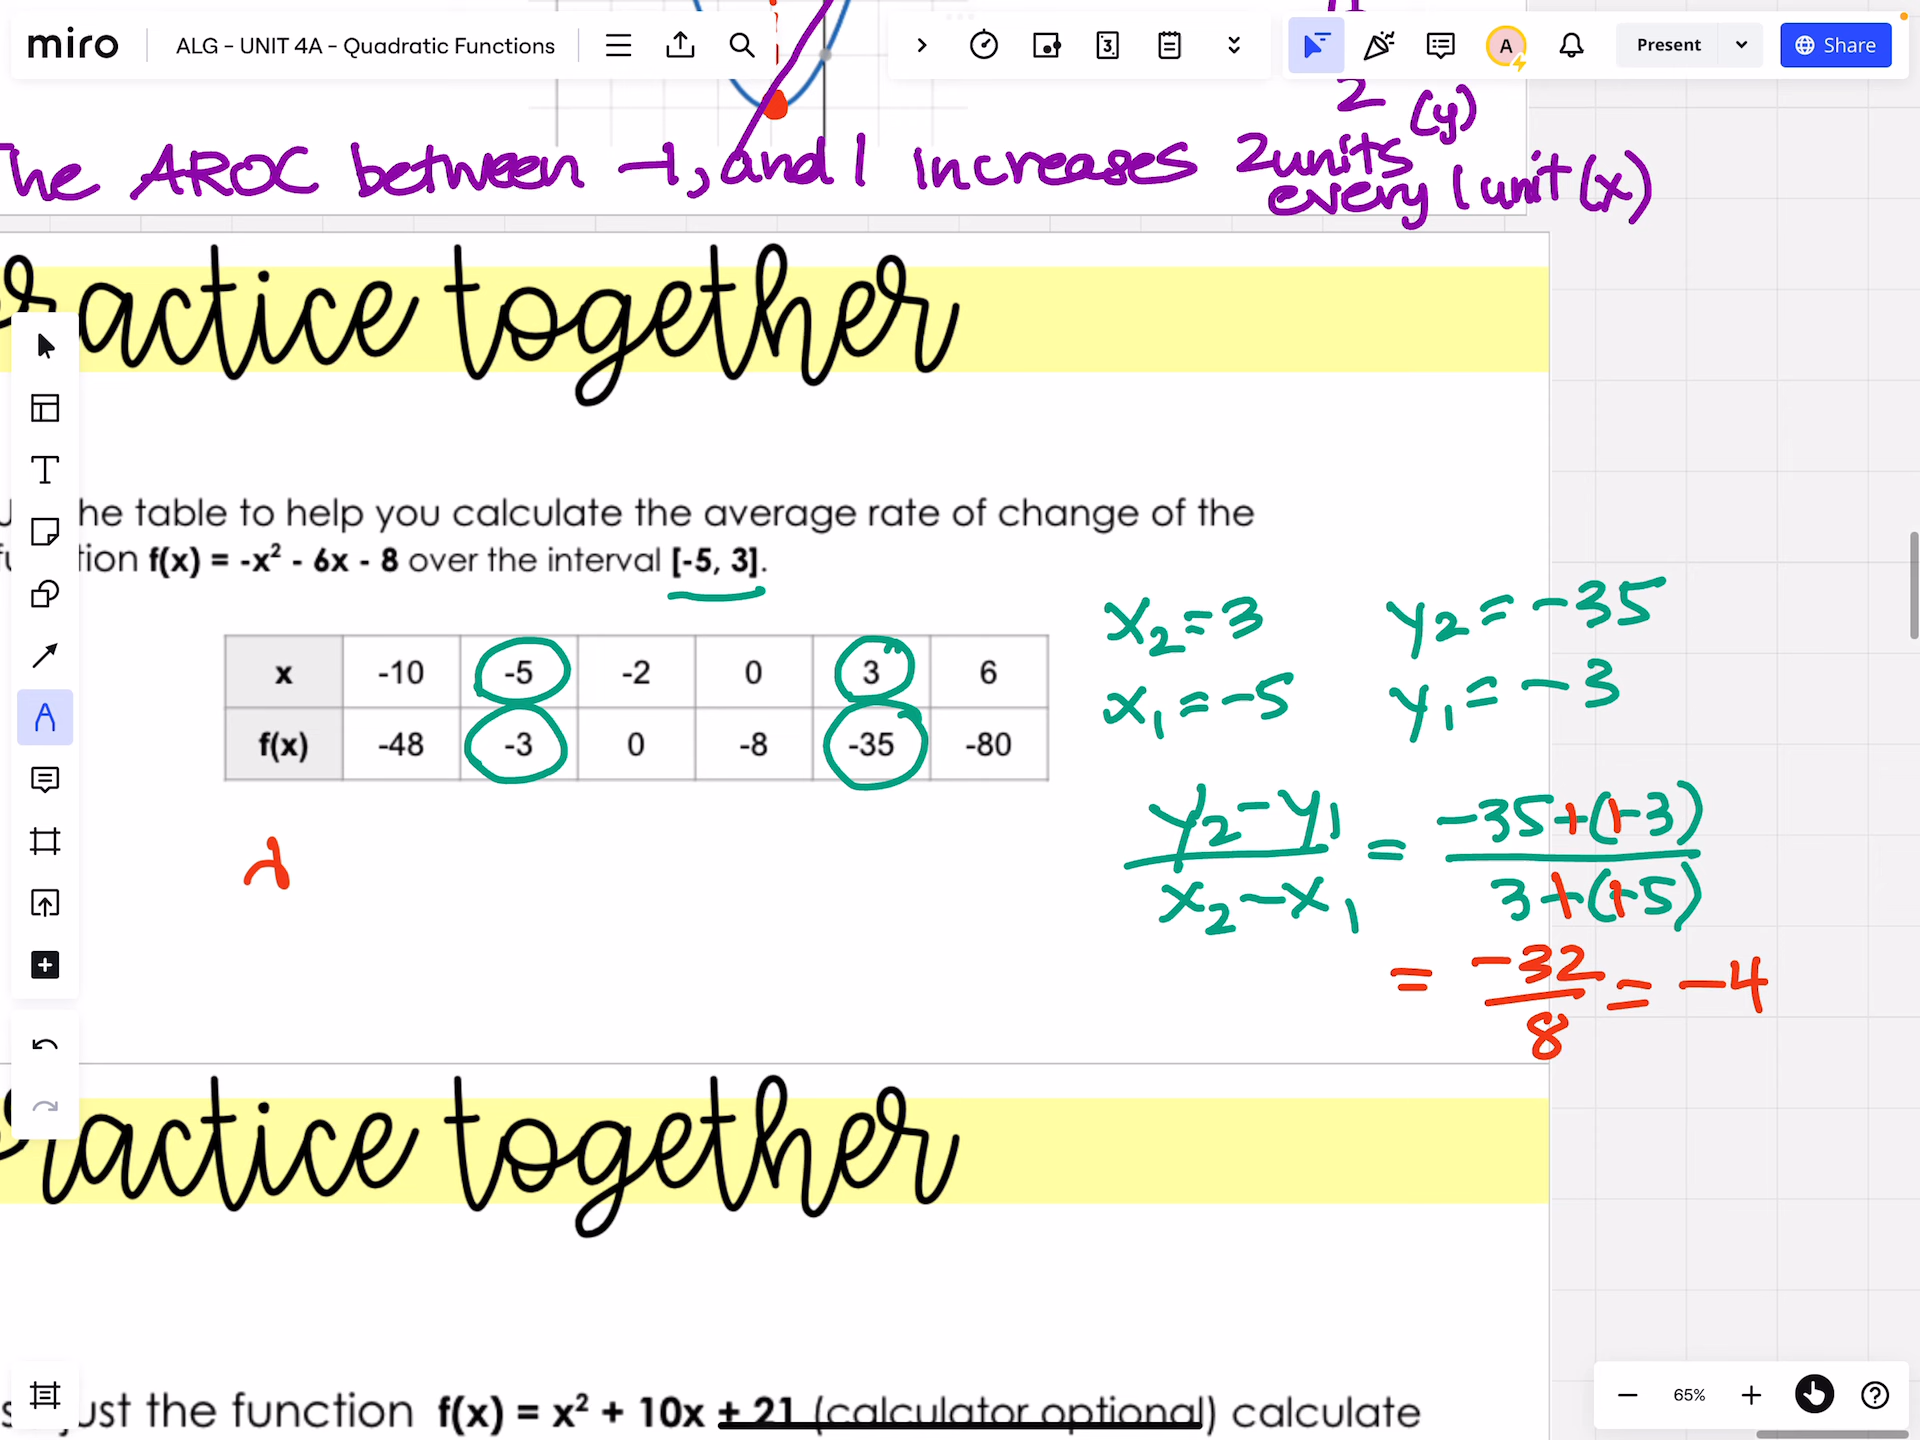 miro ALG - UNIT 4A - Quadratic Functions 3 A Present Share
2 (y)
The AROC between -1, and 1 increases 2 units
every 1 unit (x)
ractice together
he table to help you calculate the average rate of change of the
tion f(x) = -x² - 6x - 8 over the interval [-5, 3].
x -10 -5 -2 0 3 6
f(x) -48 -3 0 -8 -35 -80
x₂ = 3 y₂ = -35
x₁ = -5 y₁ = -3
y₂ - y₁ / x₂ - x₁ = -35 + (+3) / 3 + (+5)
= -32 / 8 = -4
ractice together
ust the function f(x) = x² + 10x + 21 (calculator optional) calculate
65%